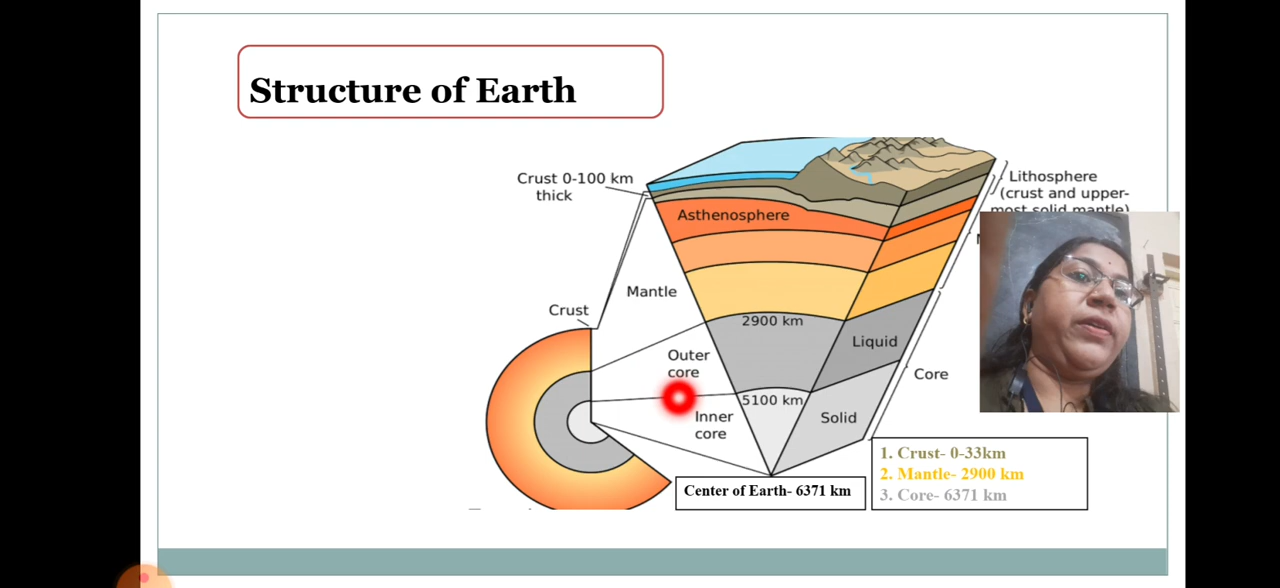 Structure of Earth
Crust 0-100 km
thick
Asthenosphere
Lithosphere
(crust and upper-
most solid mantle)
Mantle
Crust
2900 km
Liquid
Outer
core
Core
5100 km
Inner
core
Solid
Center of Earth- 6371 km
1. Crust- 0-33km
2. Mantle- 2900 km
3. Core- 6371 km